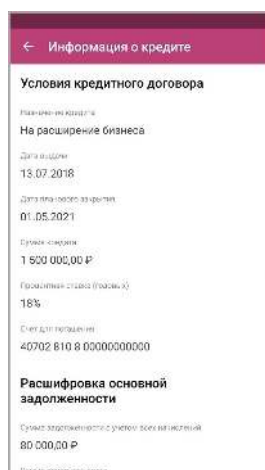 Информация о кредите
Условия кредитного договора
Назначение кредита
На расширение бизнеса
Дата выдачи
13.07.2018
Дата планового закрытия
01.05.2021
Сумма кредита
1 500 000,00 ₽
Процентная ставка (годовых)
18%
Счет для погашения
40702 810 8 00000000000
Расшифровка основной
задолженности
Сумма задолженности с учетом всех начислений
80 000,00 ₽